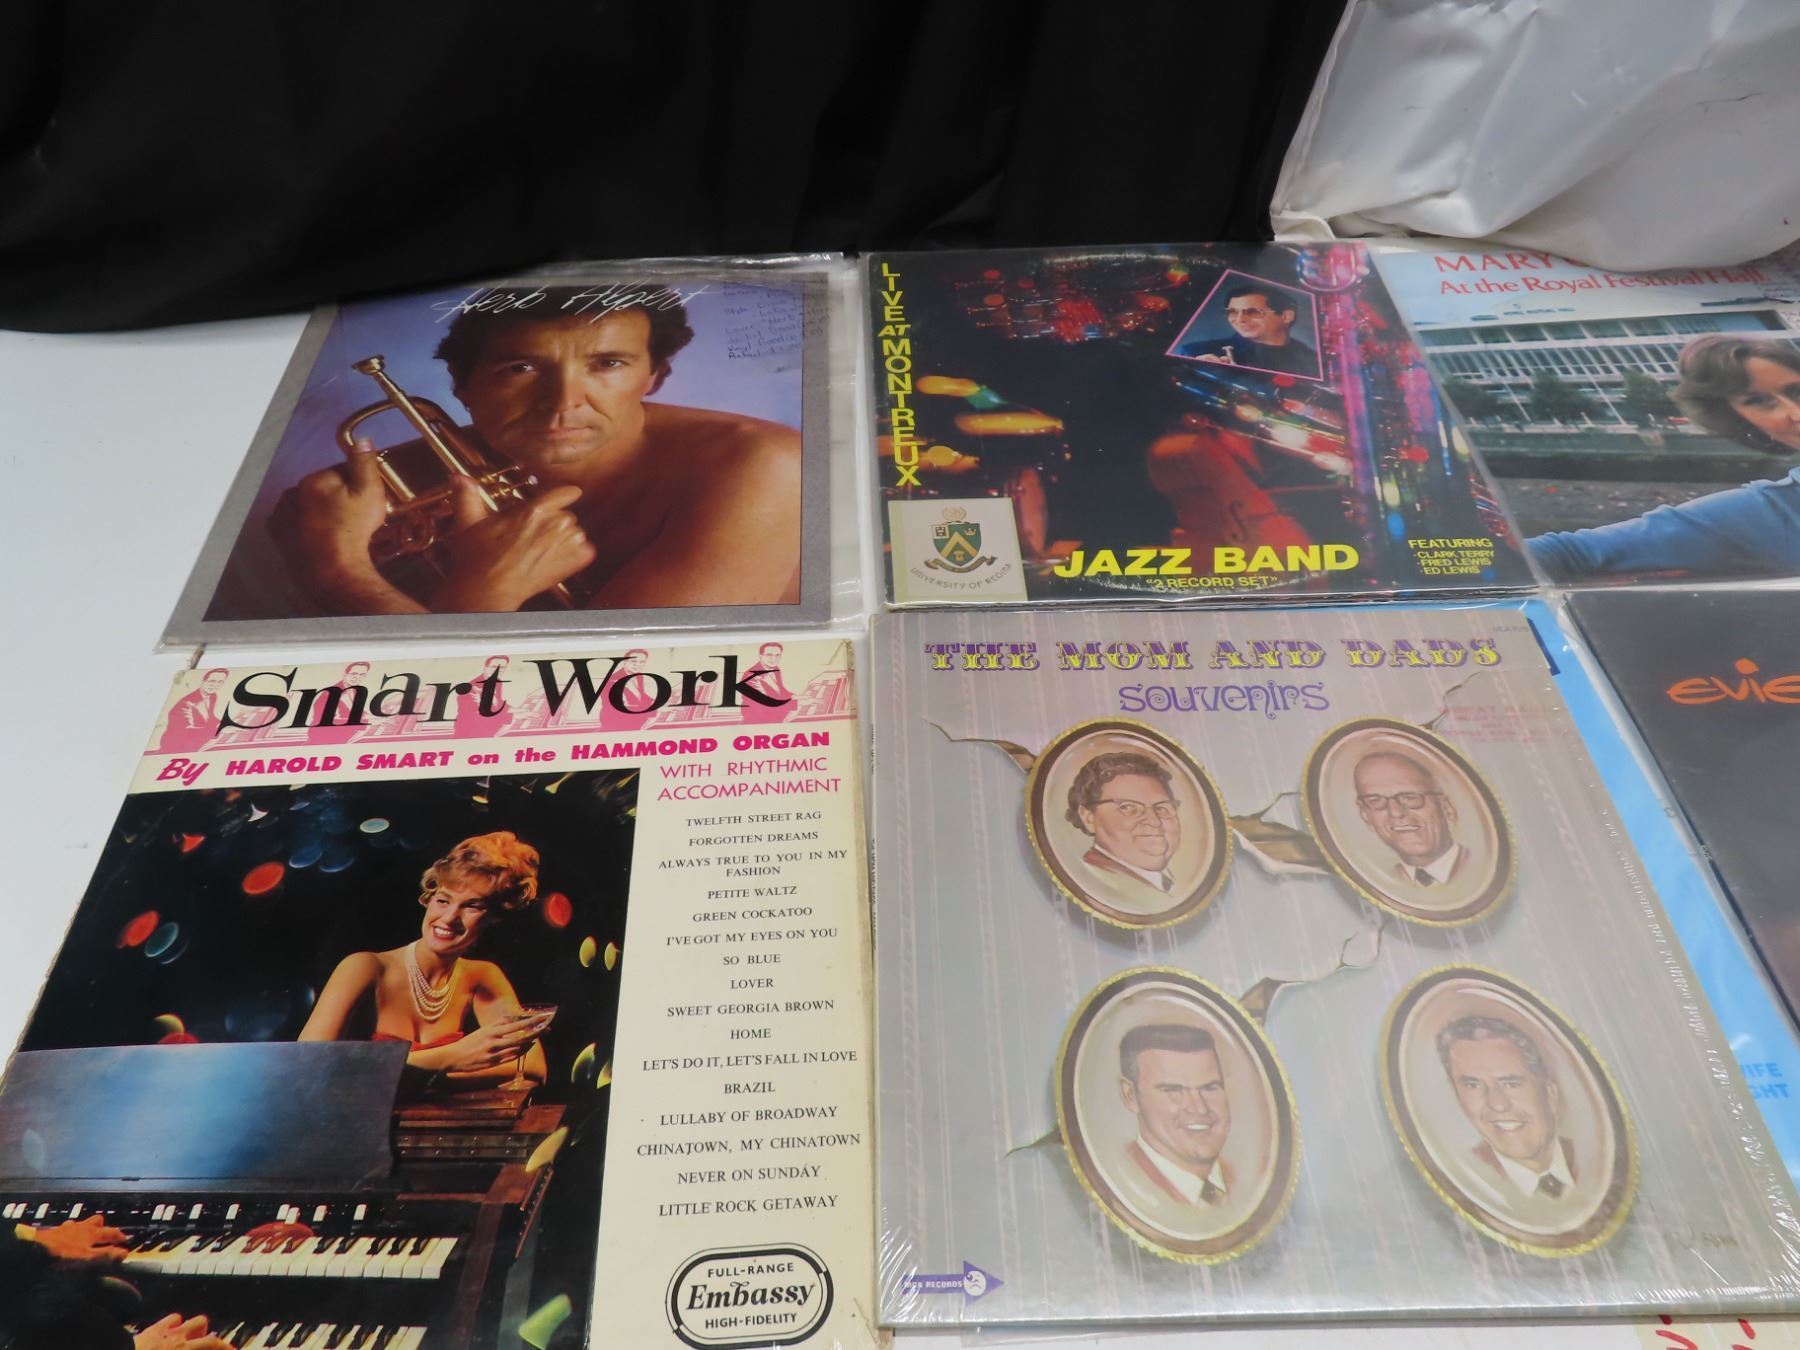 Herb Alpert
LIVE AT MONTREUX
UNIVERSITY OF REGINA
JAZZ BAND
"2 RECORD SET"
FEATURING
·CLARK TERRY
·FRED LEWIS
·ED LEWIS
MARY
At the Royal Festival Hall
Smart Work
By HAROLD SMART on the HAMMOND ORGAN
WITH RHYTHMIC
ACCOMPANIMENT
TWELFTH STREET RAG
FORGOTTEN DREAMS
ALWAYS TRUE TO YOU IN MY
FASHION
PETITE WALTZ
GREEN COCKATOO
I'VE GOT MY EYES ON YOU
SO BLUE
LOVER
SWEET GEORGIA BROWN
HOME
LET'S DO IT, LET'S FALL IN LOVE
BRAZIL
LULLABY OF BROADWAY
CHINATOWN, MY CHINATOWN
NEVER ON SUNDAY
LITTLE ROCK GETAWAY
FULL-RANGE
Embassy
HIGH-FIDELITY
THE MOM AND DADS
SOUVENIRS
MCA RECORDS
evie